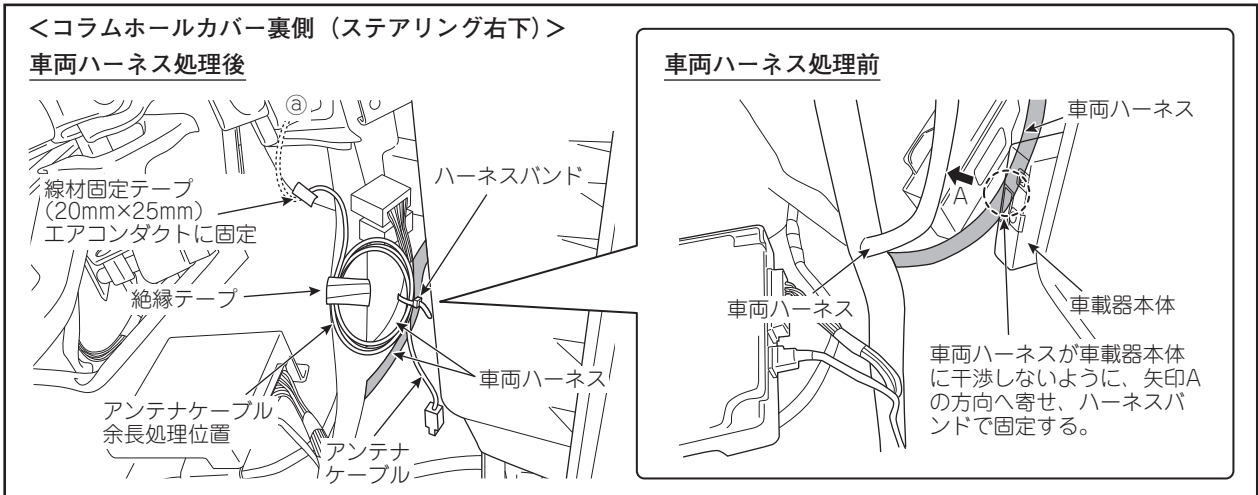 ＜コラムホールカバー裏側（ステアリング右下）＞
車両ハーネス処理後
ⓐ
線材固定テープ
（20mm×25mm）
エアコンダクトに固定
絶縁テープ
アンテナケーブル
余長処理位置
アンテナ
ケーブル
ハーネスバンド
車両ハーネス
車両ハーネス処理前
車両ハーネス
A
車両ハーネス
車載器本体
車両ハーネスが車載器本体
に干渉しないように、矢印A
の方向へ寄せ、ハーネスバ
ンドで固定する。